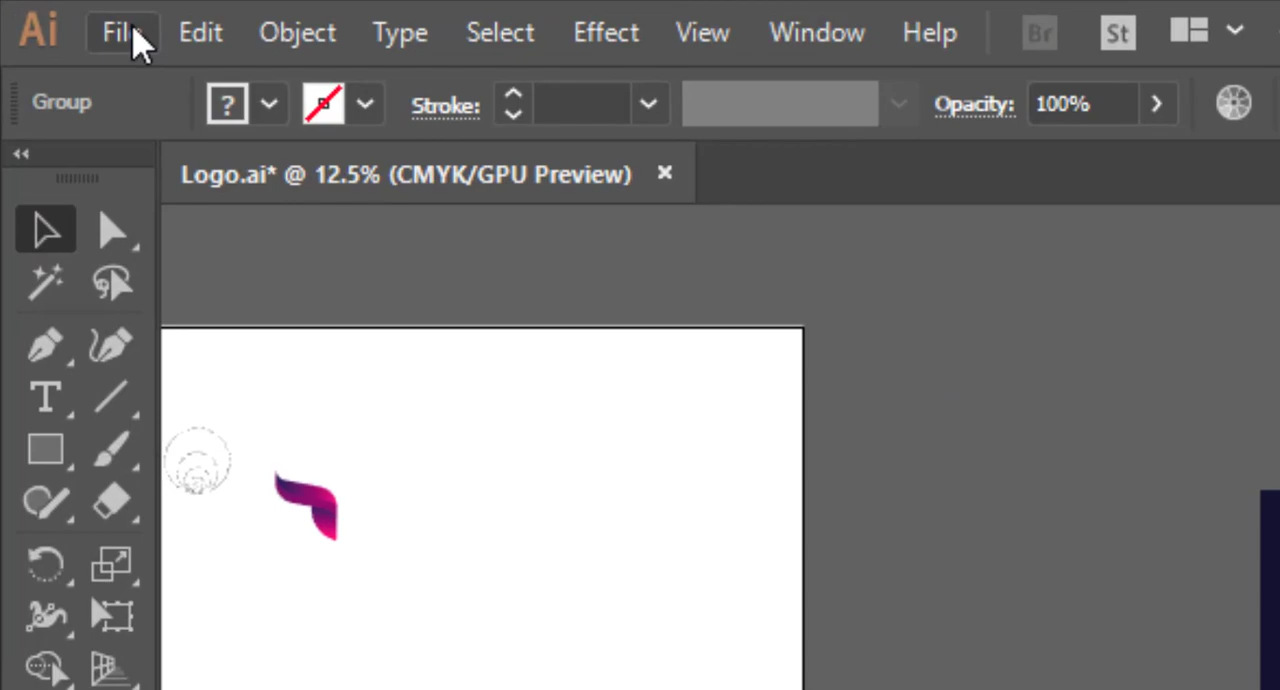 Ai File Edit Object Type Select Effect View Window Help Br St
Group ? Stroke: Opacity: 100%
Logo.ai* @ 12.5% (CMYK/GPU Preview) ×